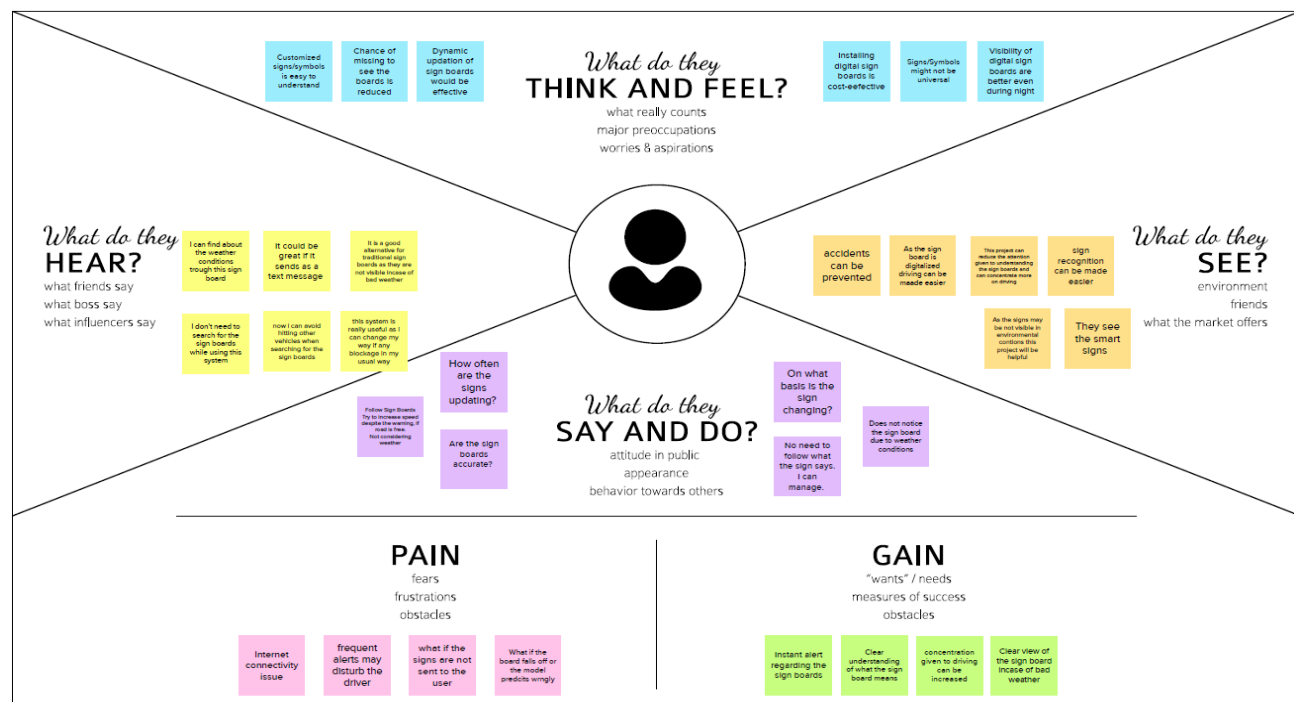 What do they
THINK AND FEEL?
what really counts
major preoccupations
worries & aspirations
Customized
signs/symbols
is easy to
understand
Chance of
missing to
see the
boards is
reduced
Dynamic
updation of
sign boards
would be
effective
Installing
digital sign
boards is
cost-eefective
Signs/Symbols
might not be
universal
Visibility of
digital sign
boards are
better even
during night
What do they
HEAR?
what friends say
what boss say
what influencers say
I can find about
the weather
conditions
trough this sign
board
It could be
great if it
sends as a
text message
It is a good
alternative for
traditional sign
boards as they are
not visible incase of
bad weather
I don't need to
search for the
sign boards
while using this
system
now I can avoid
hitting other
vehicles when
searching for the
sign boards
this system is
really useful as I
can change my
way if any
blockage in my
usual way
What do they
SEE?
environment
friends
what the market offers
accidents
can be
prevented
As the sign
board is
digitalized
driving can be
maade easier
This project can
reduce the attention
given to understanding
the sign boards and
can concentrate more
on driving
sign
recognition
can be made
easier
As the signs may
be not visible in
environmental
contions this
project will be
helpful
They see
the smart
signs
What do they
SAY AND DO?
attitude in public
appearance
behavior towards others
Follow Sign Boards
Try to increase speed
despite the warning, if
road is free.
Not considering
weather
How often
are the
signs
updating?
Are the sign
boards
accurate?
On what
basis is the
sign
changing?
No need to
follow what
the sign says.
I can
manage.
Does not notice
the sign board
due to weather
conditions
PAIN
fears
frustrations
obstacles
Internet
connectivity
issue
frequent
alerts may
disturb the
driver
what if the
signs are not
sent to the
user
What if the
board falls off or
the model
predcits wrngly
GAIN
"wants" / needs
measures of success
obstacles
Instant alert
regarding the
sign boards
Clear
understanding
of what the sign
board means
concentration
given to driving
can be
increased
Clear view of
the sign board
incase of bad
weather